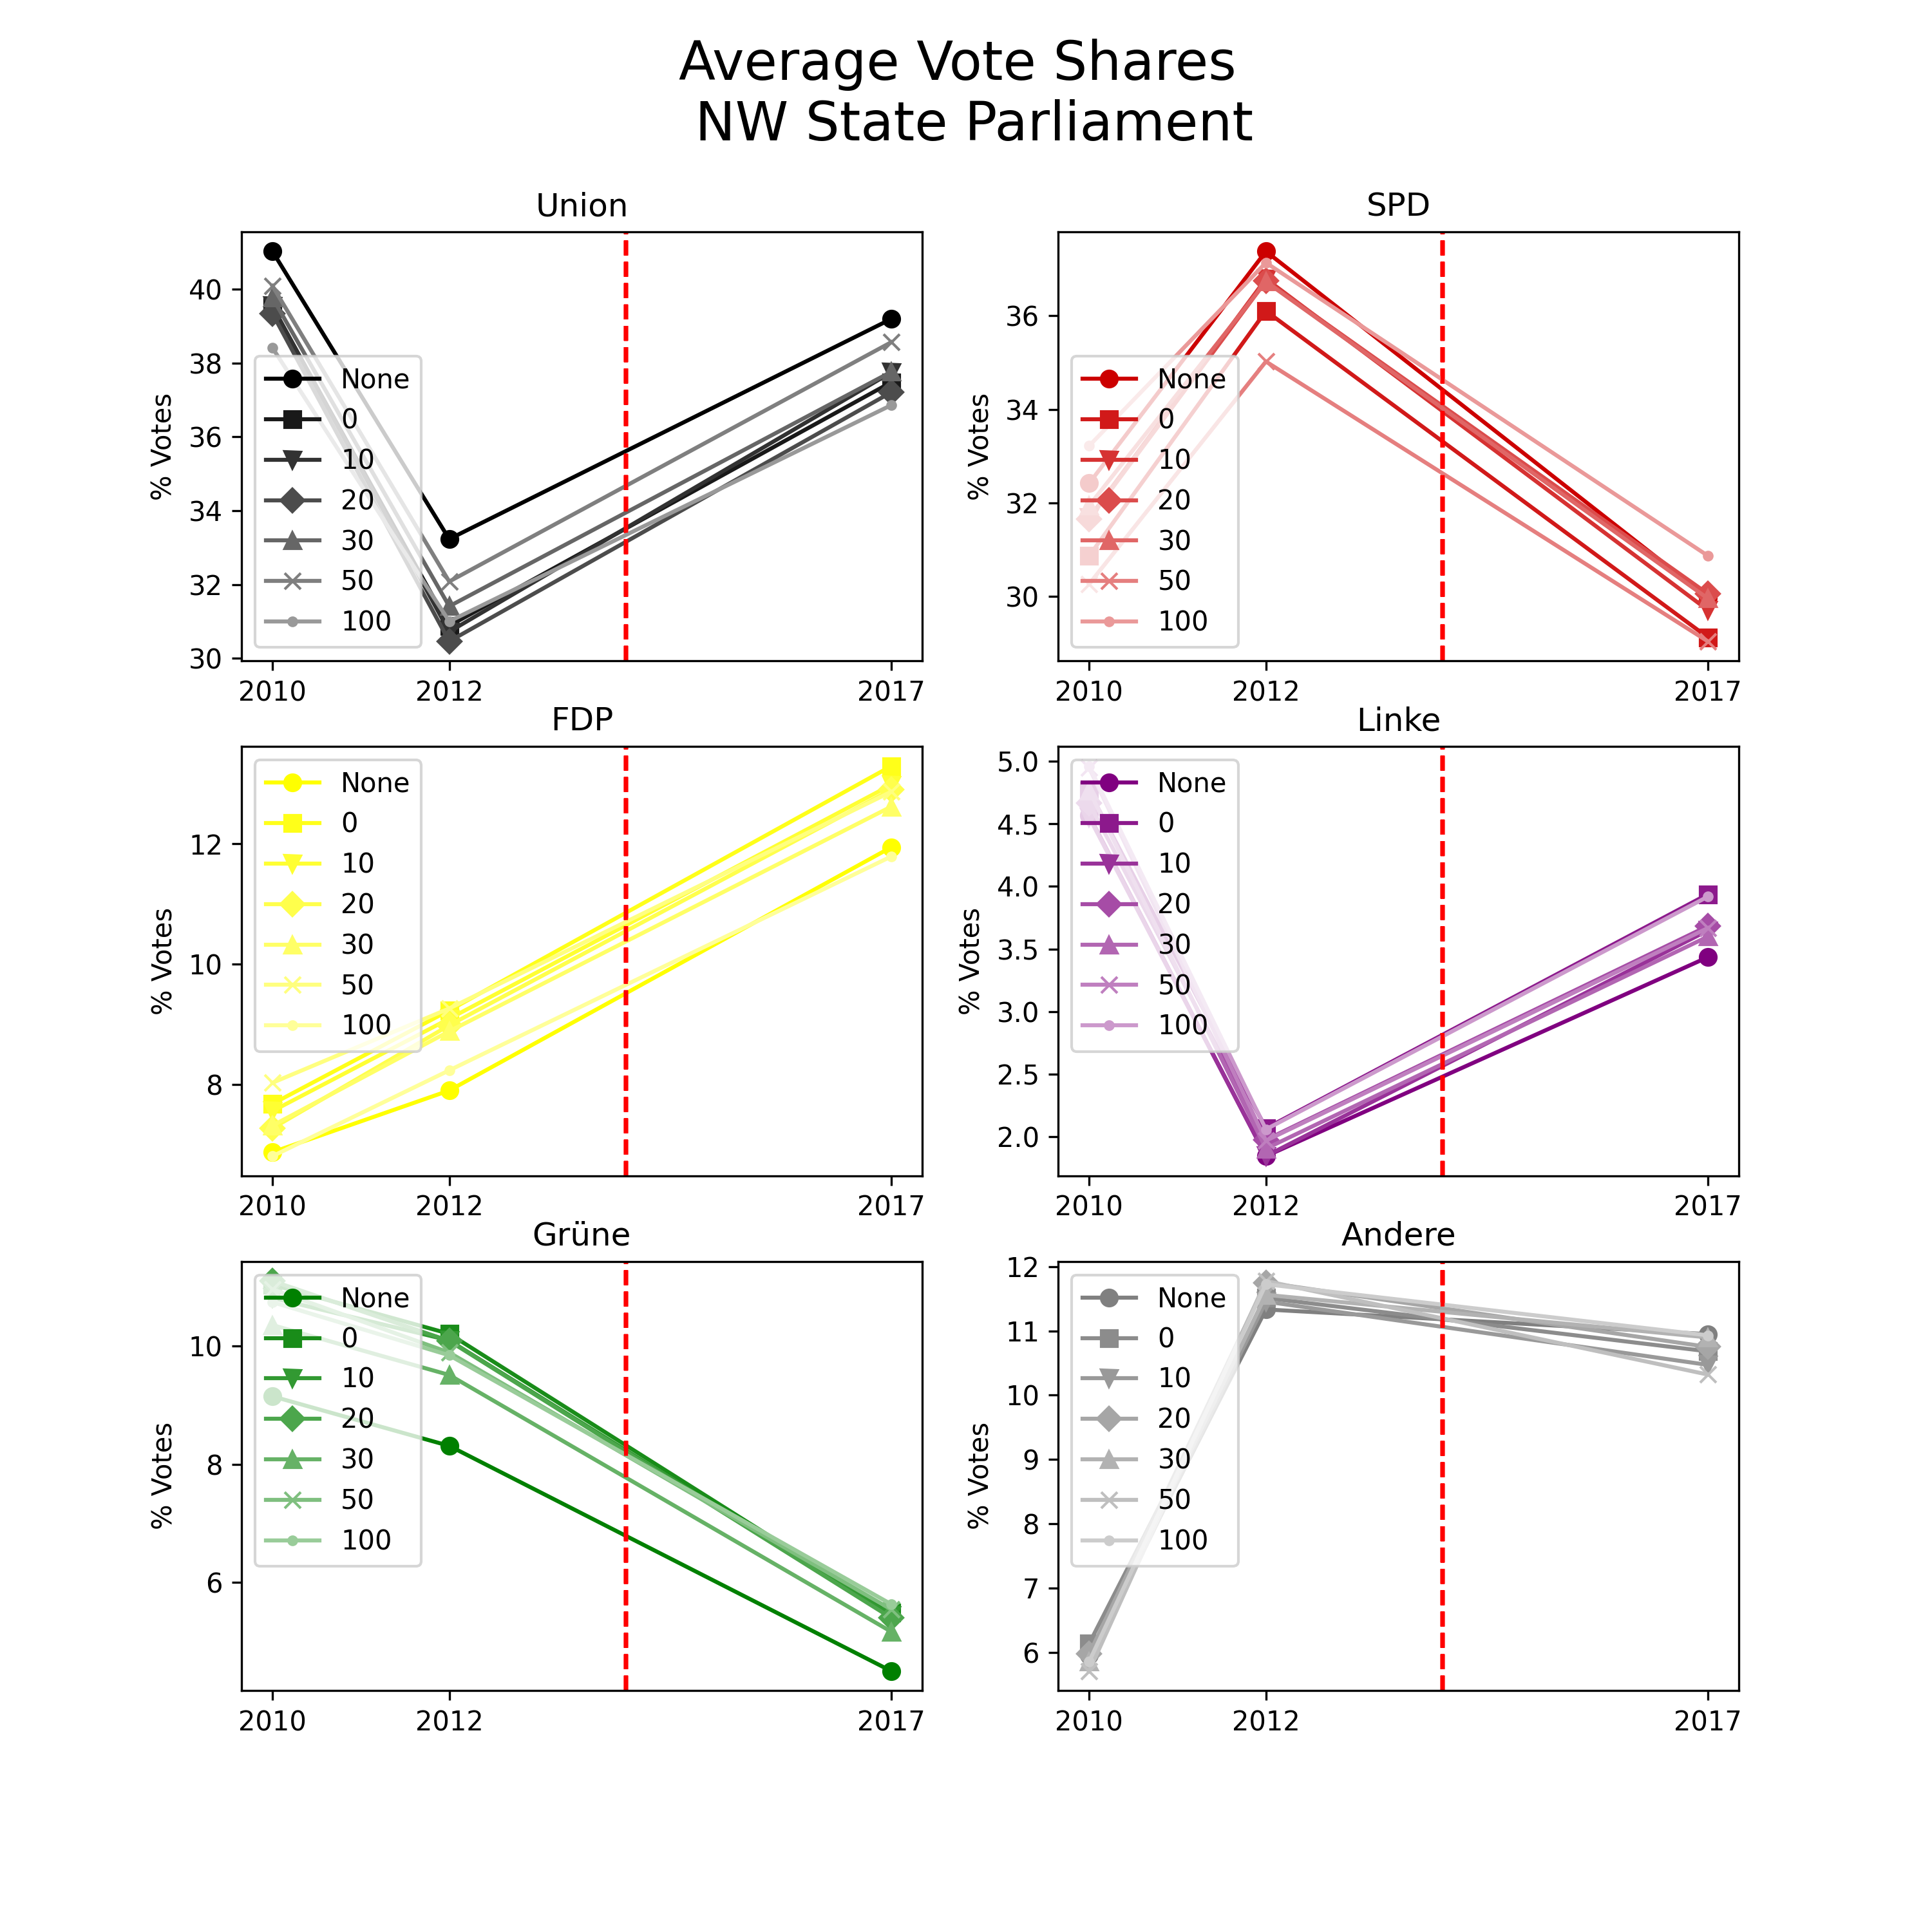 Average Vote Shares
NW State Parliament
Union
% Votes
40
38
36
34
32
30
None
0
10
20
30
50
100
2010 2012 2017
SPD
% Votes
36
34
32
30
None
0
10
20
30
50
100
2010 2012 2017
FDP
% Votes
12
10
8
None
0
10
20
30
50
100
2010 2012 2017
Linke
% Votes
5.0
4.5
4.0
3.5
3.0
2.5
2.0
None
0
10
20
30
50
100
2010 2012 2017
Grüne
% Votes
10
8
6
None
0
10
20
30
50
100
2010 2012 2017
Andere
% Votes
12
11
10
9
8
7
6
None
0
10
20
30
50
100
2010 2012 2017